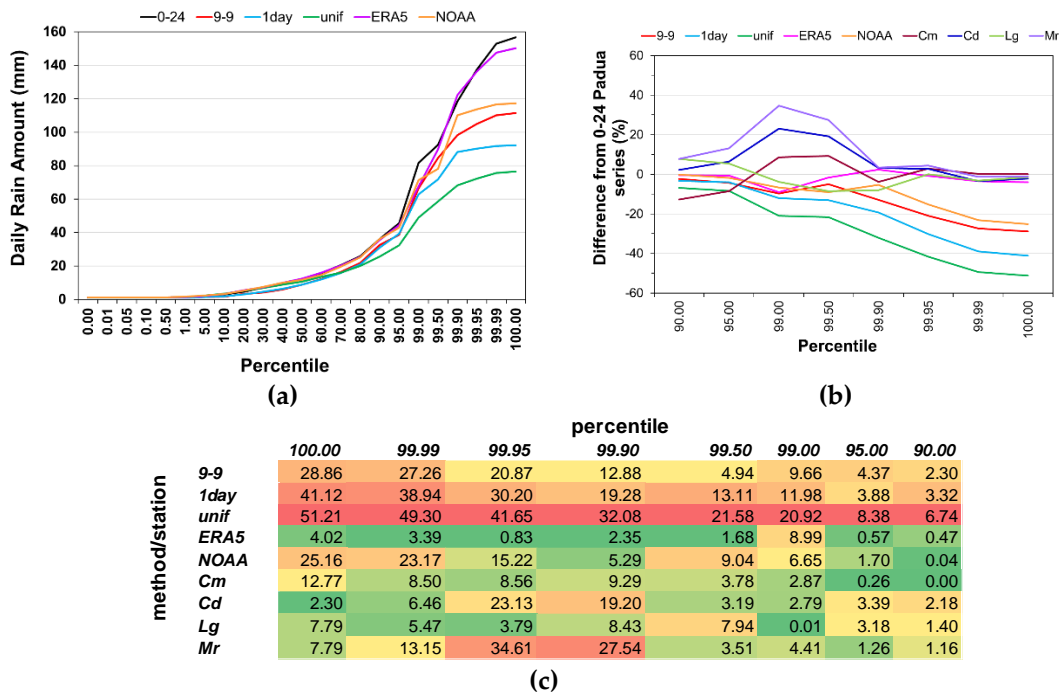 0-24 9-9 1day unif ERA5 NOAA
Daily Rain Amount (mm)
160
140
120
100
80
60
40
20
0
0.00 0.01 0.05 0.10 0.50 1.00 5.00 10.00 20.00 30.00 40.00 50.00 60.00 70.00 80.00 90.00 95.00 99.00 99.50 99.90 99.95 99.99 100.00
Percentile
(a)
9-9 1day unif ERA5 NOAA Cm Cd Lg Mr
Difference from 0-24 Padua
series (%)
60
40
20
0
-20
-40
-60
90.00 95.00 99.00 99.50 99.90 99.95 99.99 100.00
Percentile
(b)
percentile
100.00 99.99 99.95 99.90 99.50 99.00 95.00 90.00
method/station
9-9 28.86 27.26 20.87 12.88 4.94 9.66 4.37 2.30
1day 41.12 38.94 30.20 19.28 13.11 11.98 3.88 3.32
unif 51.21 49.30 41.65 32.08 21.58 20.92 8.38 6.74
ERA5 4.02 3.39 0.83 2.35 1.68 8.99 0.57 0.47
NOAA 25.16 23.17 15.22 5.29 9.04 6.65 1.70 0.04
Cm 12.77 8.50 8.56 9.29 3.78 2.87 0.26 0.00
Cd 2.30 6.46 23.13 19.20 3.19 2.79 3.39 2.18
Lg 7.79 5.47 3.79 8.43 7.94 0.01 3.18 1.40
Mr 7.79 13.15 34.61 27.54 3.51 4.41 1.26 1.16
(c)